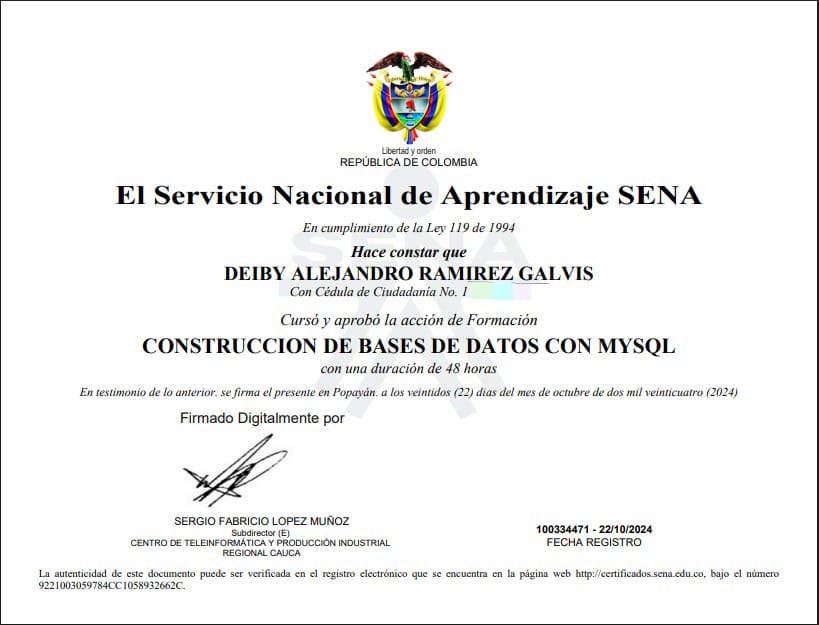 Libertad y orden
REPÚBLICA DE COLOMBIA
El Servicio Nacional de Aprendizaje SENA
En cumplimiento de la Ley 119 de 1994
SENA
Hace constar que
DEIBY ALEJANDRO RAMIREZ GALVIS
Con Cédula de Ciudadanía No. 1
Cursó y aprobó la acción de Formación
CONSTRUCCION DE BASES DE DATOS CON MYSQL
con una duración de 48 horas
En testimonio de lo anterior. se firma el presente en Popayán. a los veintidos (22) dias del mes de octubre de dos mil veinticuatro (2024)
Firmado Digitalmente por
SERGIO FABRICIO LOPEZ MUÑOZ
Subdirector (E)
CENTRO DE TELEINFORMÁTICA Y PRODUCCIÓN INDUSTRIAL
REGIONAL CAUCA
100334471 - 22/10/2024
FECHA REGISTRO
La autenticidad de este documento puede ser verificada en el registro electrónico que se encuentra en la página web http://certificados.sena.edu.co, bajo el número
9221003059784CC1058932662C.